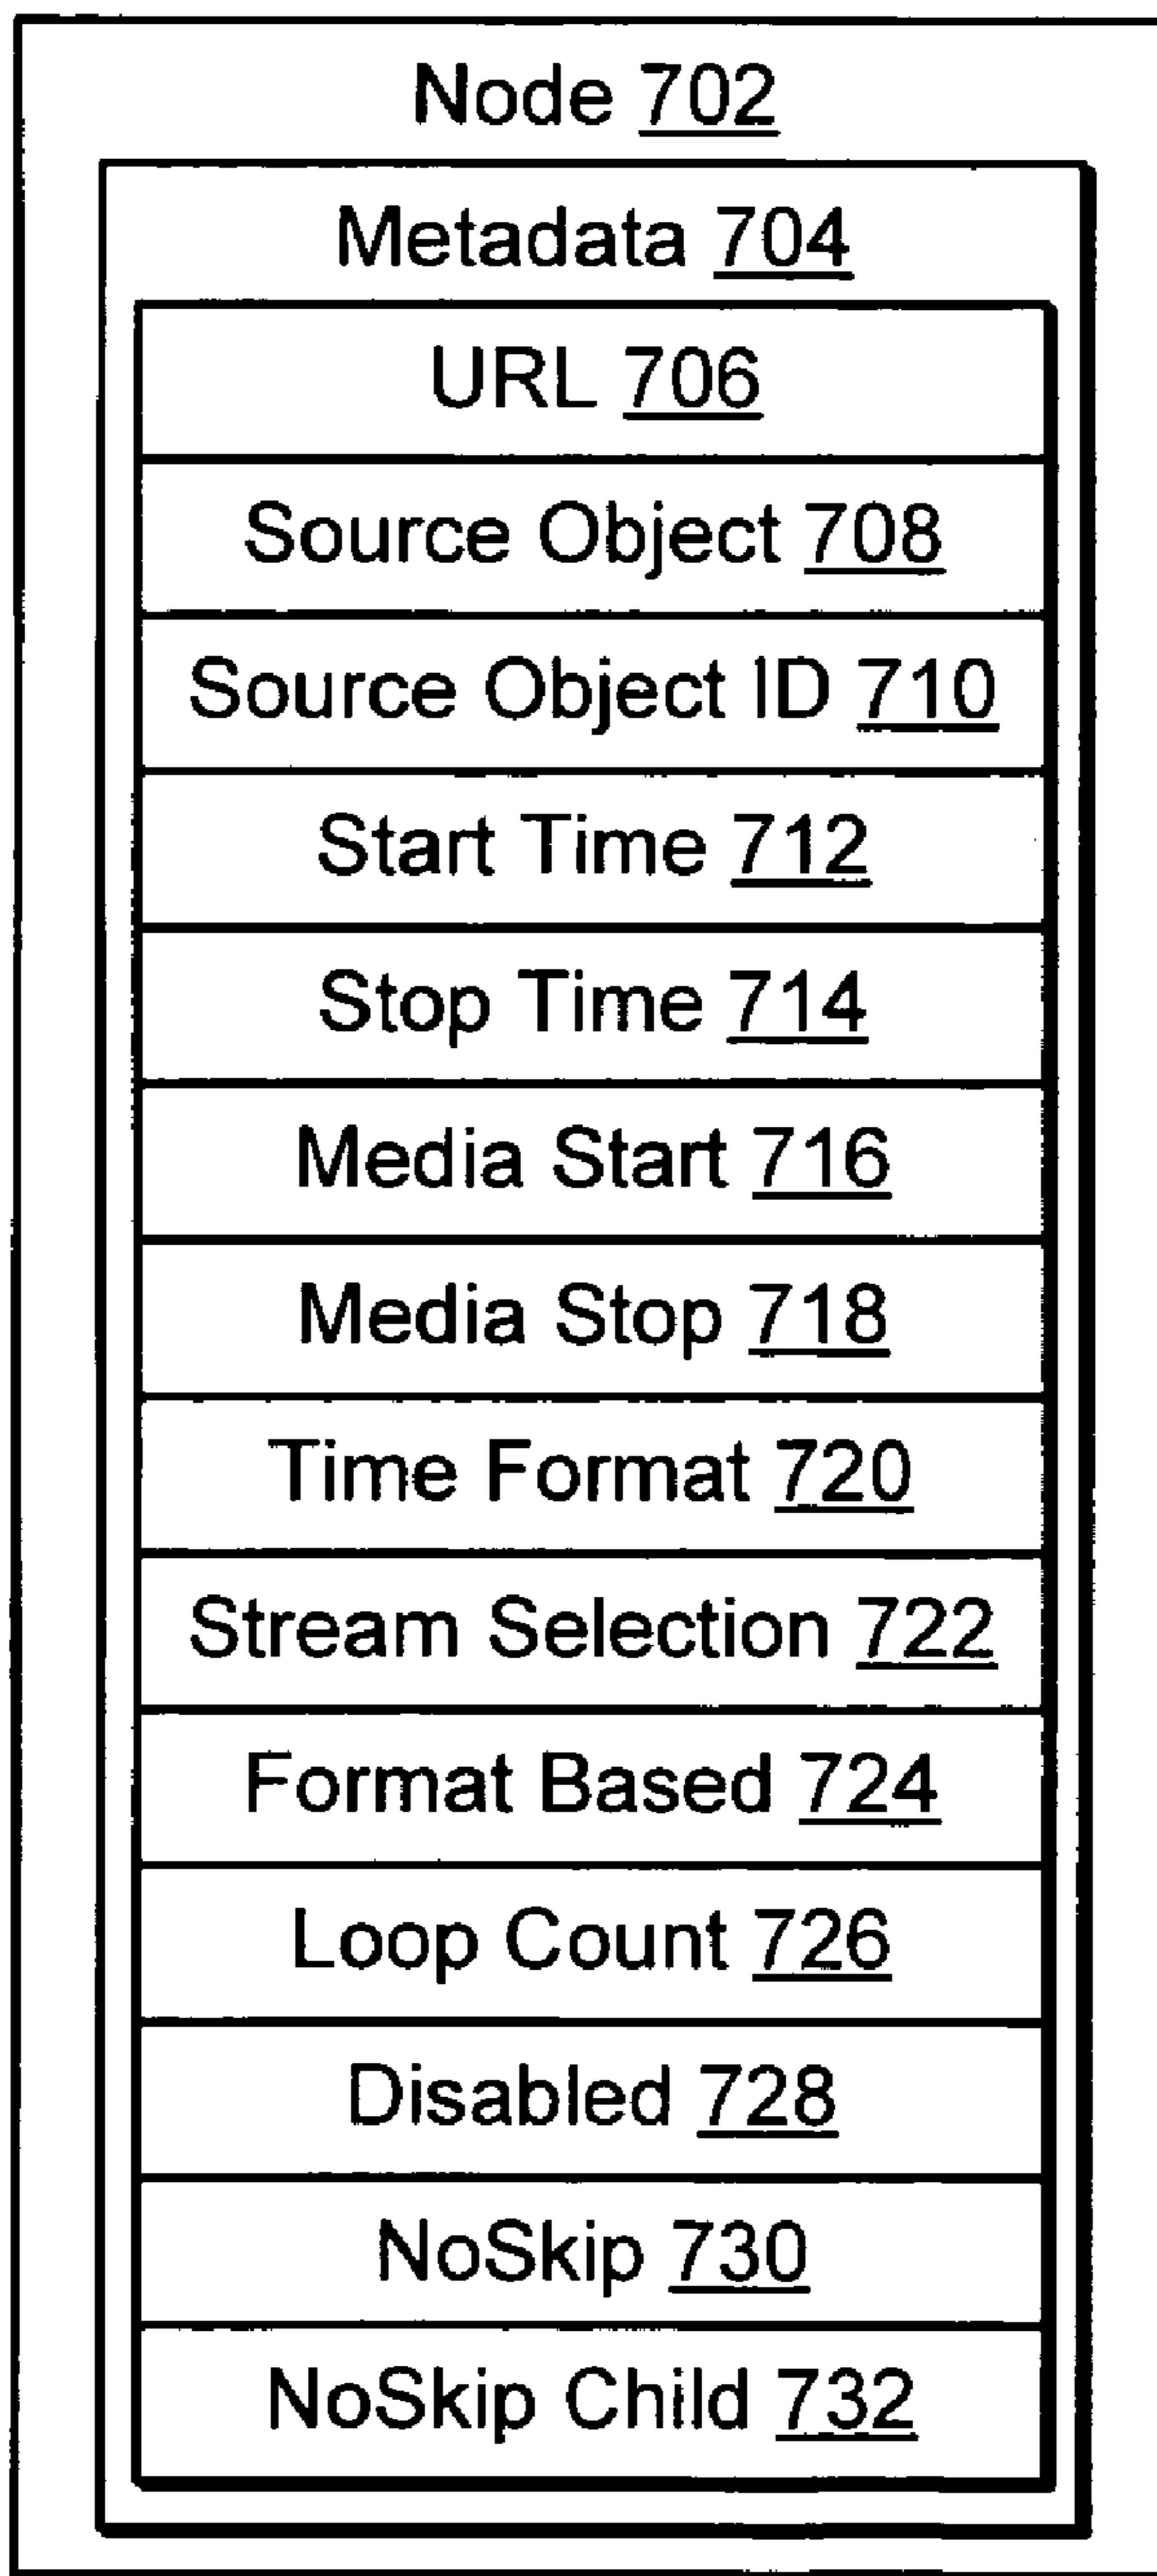 Node 702
Metadata 704
URL 706
Source Object 708
Source Object ID 710
Start Time 712
Stop Time 714
Media Start 716
Media Stop 718
Time Format 720
Stream Selection 722
Format Based 724
Loop Count 726
Disabled 728
NoSkip 730
NoSkip Child 732